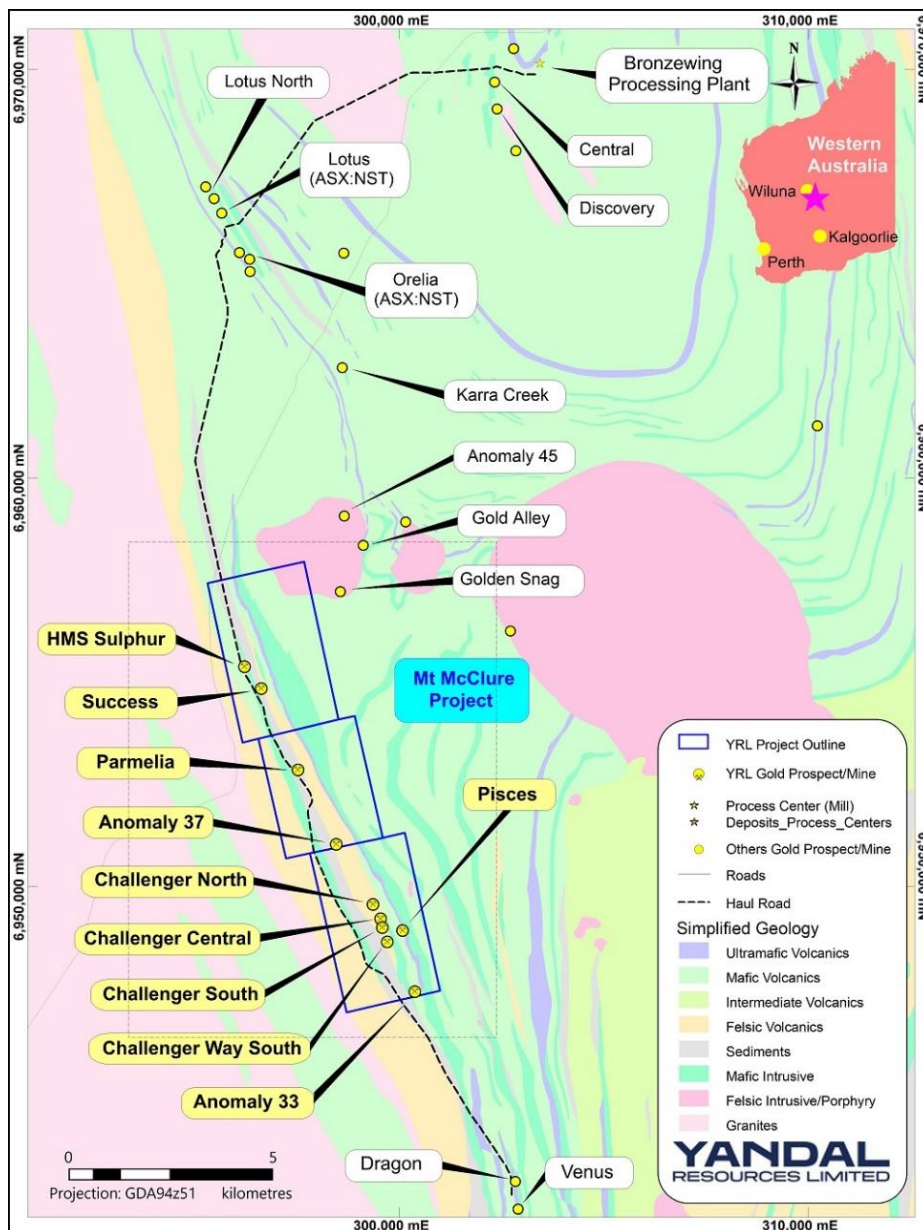 300,000 mE
310,000 mE
6,970,000 mN
6,970,000 mN
N
Bronzewing
Processing Plant
Lotus North
Central
Lotus
(ASX:NST)
Discovery
Western
Australia
Wiluna
Kalgoorlie
Perth
Orelia
(ASX:NST)
Karra Creek
6,960,000 mN
Anomaly 45
Gold Alley
Golden Snag
HMS Sulphur
Success
Mt McClure
Project
Parmelia
Pisces
Anomaly 37
6,950,000 mN
Challenger North
Challenger Central
Challenger South
Challenger Way South
Anomaly 33
Dragon
Venus
YRL Project Outline
YRL Gold Prospect/Mine
Process Center (Mill)
Deposits_Process_Centers
Others Gold Prospect/Mine
Roads
Haul Road
Simplified Geology
Ultramafic Volcanics
Mafic Volcanics
Intermediate Volcanics
Felsic Volcanics
Sediments
Mafic Intrusive
Felsic Intrusive/Porphyry
Granites
YANDAL
RESOURCES LIMITED
0 5
Projection: GDA94z51 kilometres
300,000 mE
310,000 mE